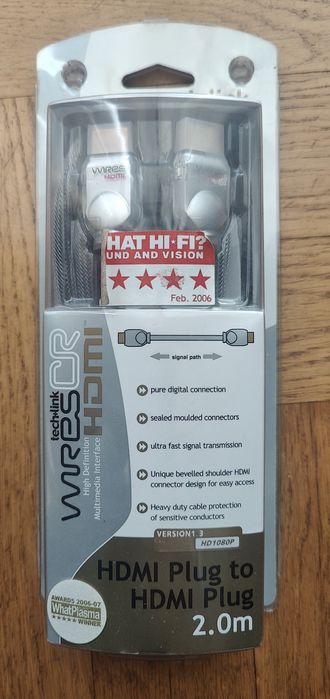 WIRES
HDMI
HAT HI·FI?
UND AND VISION
Feb. 2006
signal path
pure digital connection
sealed moulded connectors
ultra fast signal transmission
Unique bevelled shoulder HDMI
connector design for easy access
Heavy duty cable protection
of sensitive conductors
VERSION1.3
HD1080P
techlink
WIRES CR
High Definition
Multimedia Interface
HDMI™
HDMI Plug to
HDMI Plug
2.0m
AWARDS 2006-07
WhatPlasma
WINNER